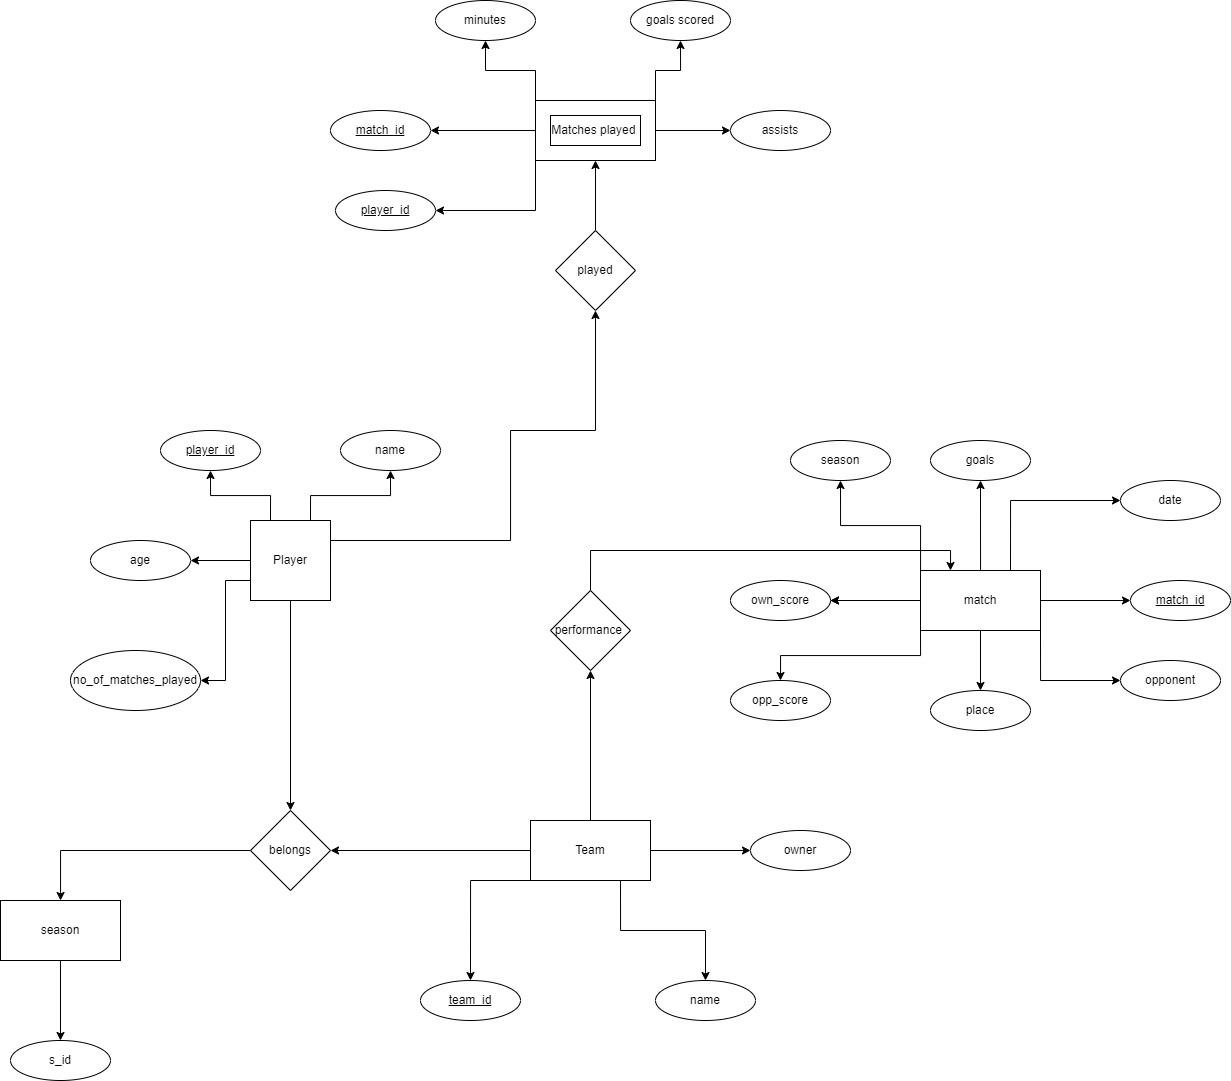 minutes
goals scored
match_id
Matches played
assists
player_id
played
player_id
name
season
goals
date
age
Player
own_score
match
match_id
performance
no_of_matches_played
opp_score
place
opponent
belongs
Team
owner
season
team_id
name
s_id